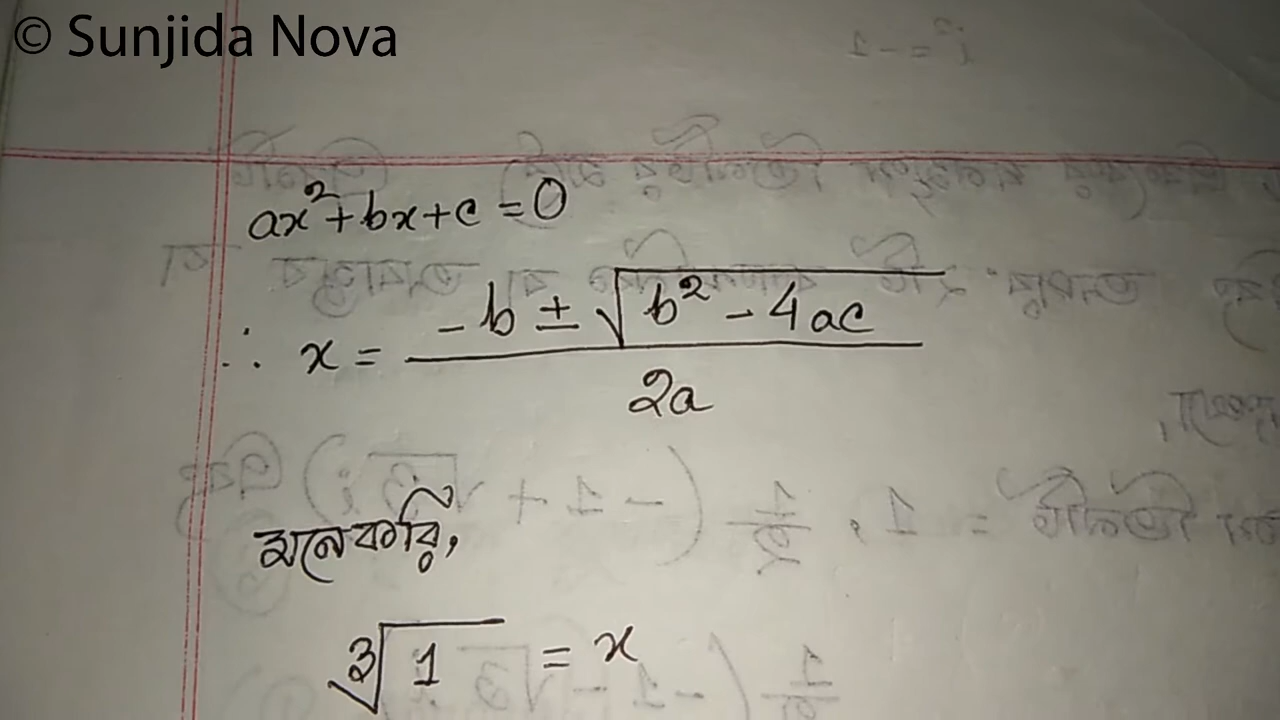 © Sunjida Nova
ax²+bx+c=0
∴ x = (-b ± √(b² - 4ac)) / 2a
মনেকরি,
∛1 = x